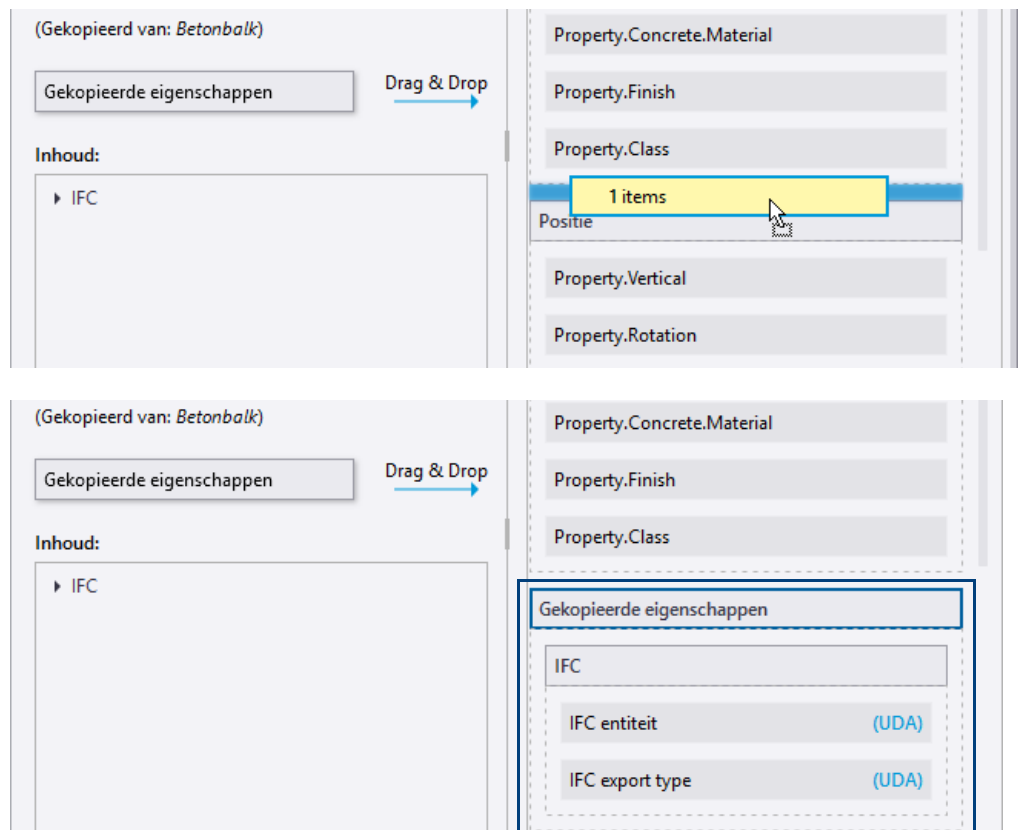 (Gekopieerd van: Betonbalk)
Gekopieerde eigenschappen
Drag & Drop
Inhoud:
IFC
Property.Concrete.Material
Property.Finish
Property.Class
1 items
Positie
Property.Vertical
Property.Rotation
(Gekopieerd van: Betonbalk)
Gekopieerde eigenschappen
Drag & Drop
Inhoud:
IFC
Property.Concrete.Material
Property.Finish
Property.Class
Gekopieerde eigenschappen
IFC
IFC entiteit (UDA)
IFC export type (UDA)